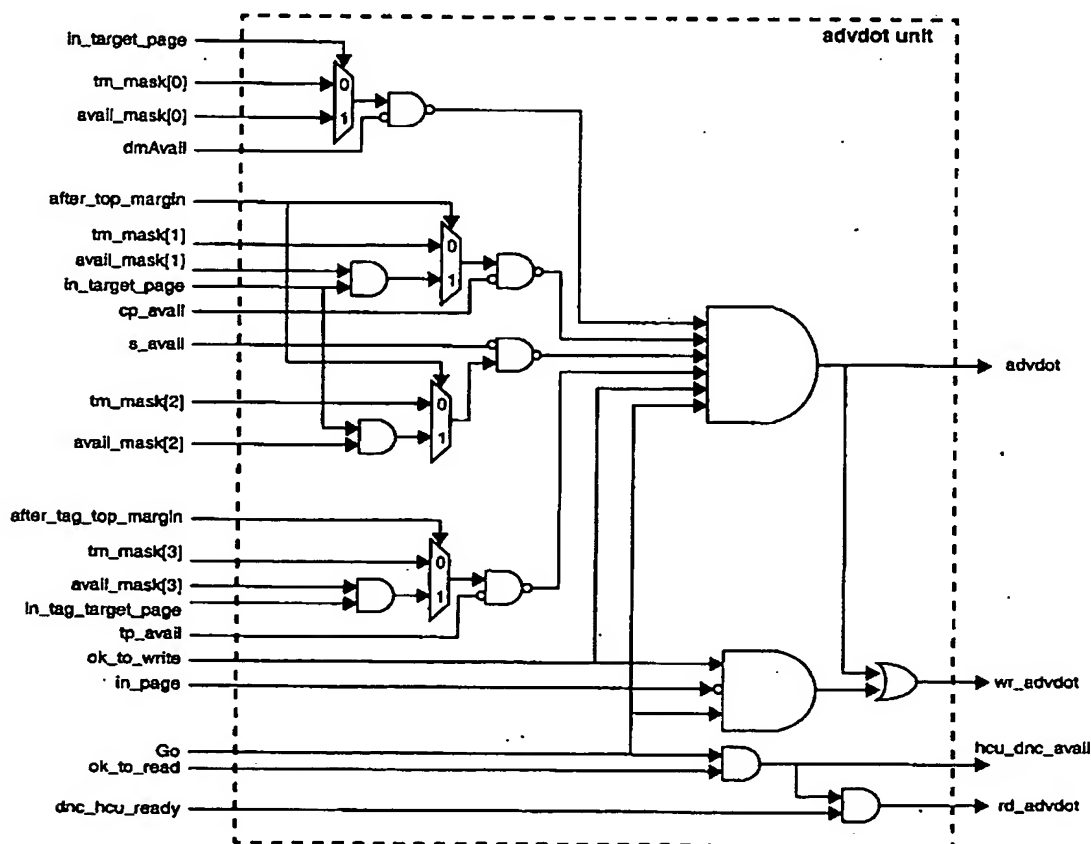 advdot unit
in_target_page
tm_mask[0]
0
avail_mask[0]
1
dmAvail
after_top_margin
tm_mask[1]
0
avail_mask[1]
1
in_target_page
cp_avail
s_avail
tm_mask[2]
0
1
avail_mask[2]
after_tag_top_margin
tm_mask[3]
0
avail_mask[3]
1
in_tag_target_page
tp_avail
ok_to_write
in_page
Go
ok_to_read
dnc_hcu_ready
advdot
wr_advdot
hcu_dnc_avail
rd_advdot